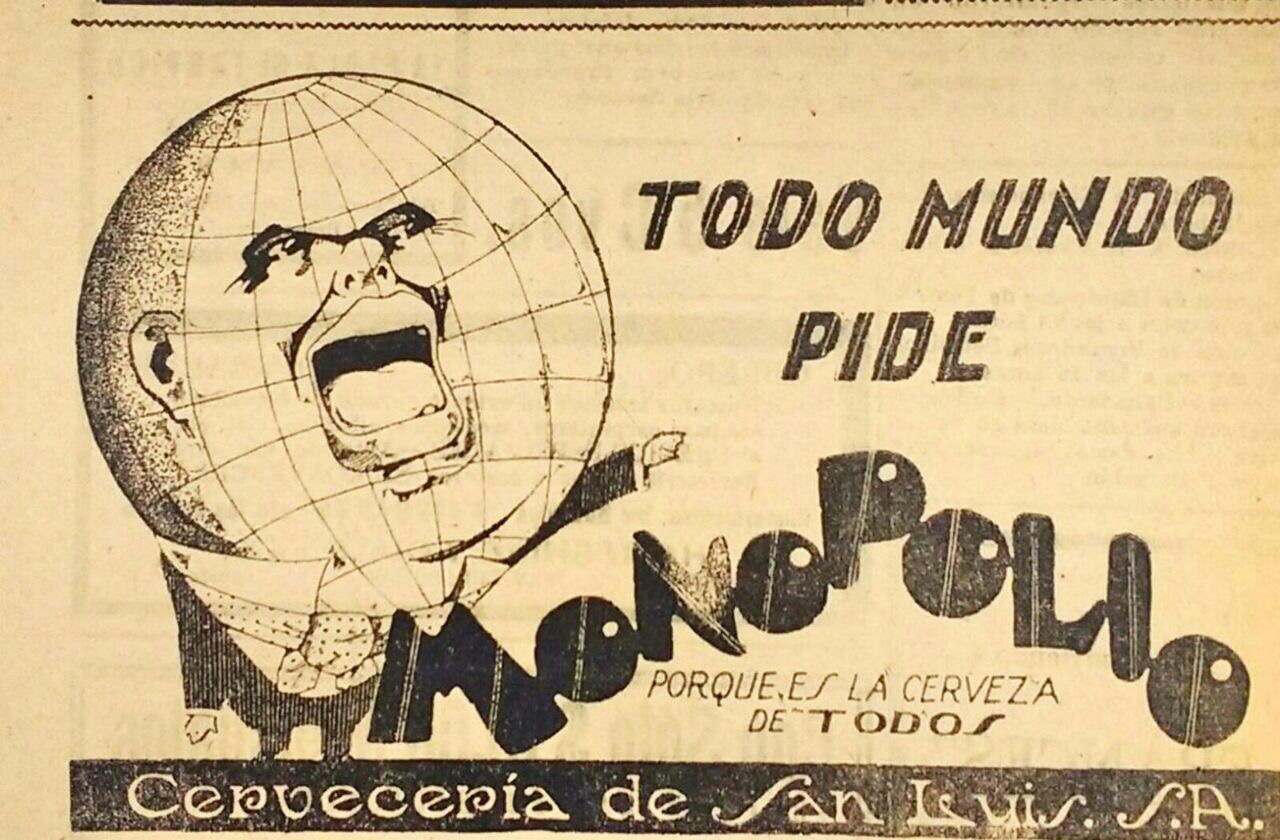 TODO MUNDO
PIDE
MONOPOLIO
PORQUE, ES LA CERVEZA
DE TODOS
Cervecería de San Luis. S.A.